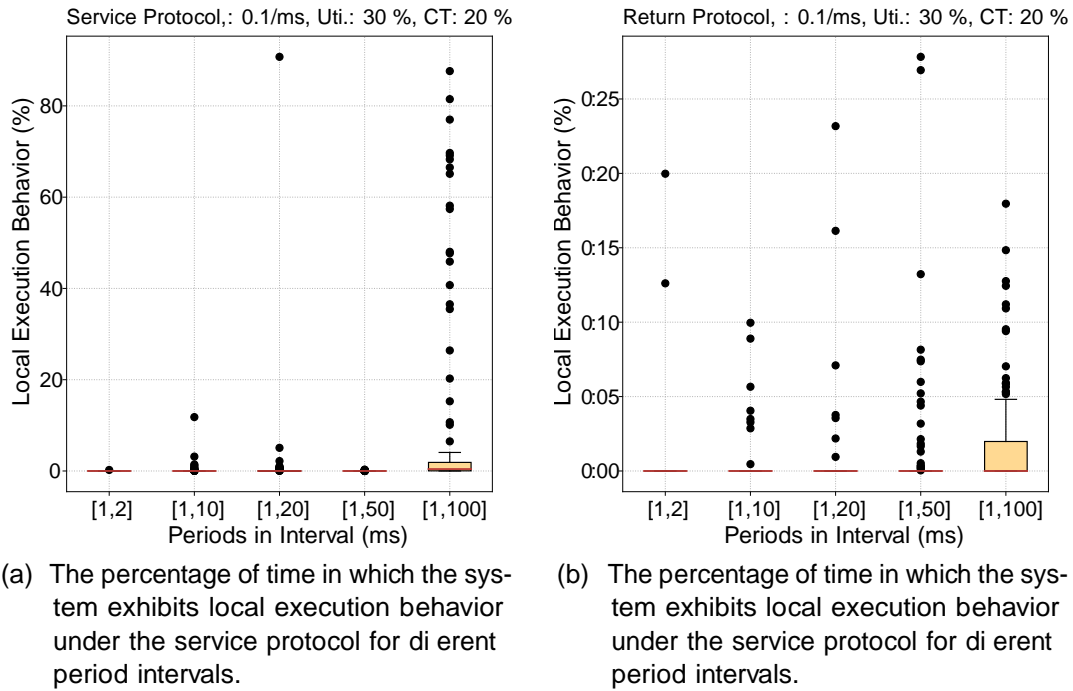 Service Protocol,: 0.1/ms, Uti.: 30 %, CT: 20 %
Local Execution Behavior (%)
80
60
40
20
0
[1,2]
[1,10]
[1,20]
[1,50]
[1,100]
Periods in Interval (ms)
(a) The percentage of time in which the sys-
tem exhibits local execution behavior
under the service protocol for di erent
period intervals.
Return Protocol, : 0.1/ms, Uti.: 30 %, CT: 20 %
Local Execution Behavior (%)
0:25
0:20
0:15
0:10
0:05
0:00
[1,2]
[1,10]
[1,20]
[1,50]
[1,100]
Periods in Interval (ms)
(b) The percentage of time in which the sys-
tem exhibits local execution behavior
under the service protocol for di erent
period intervals.